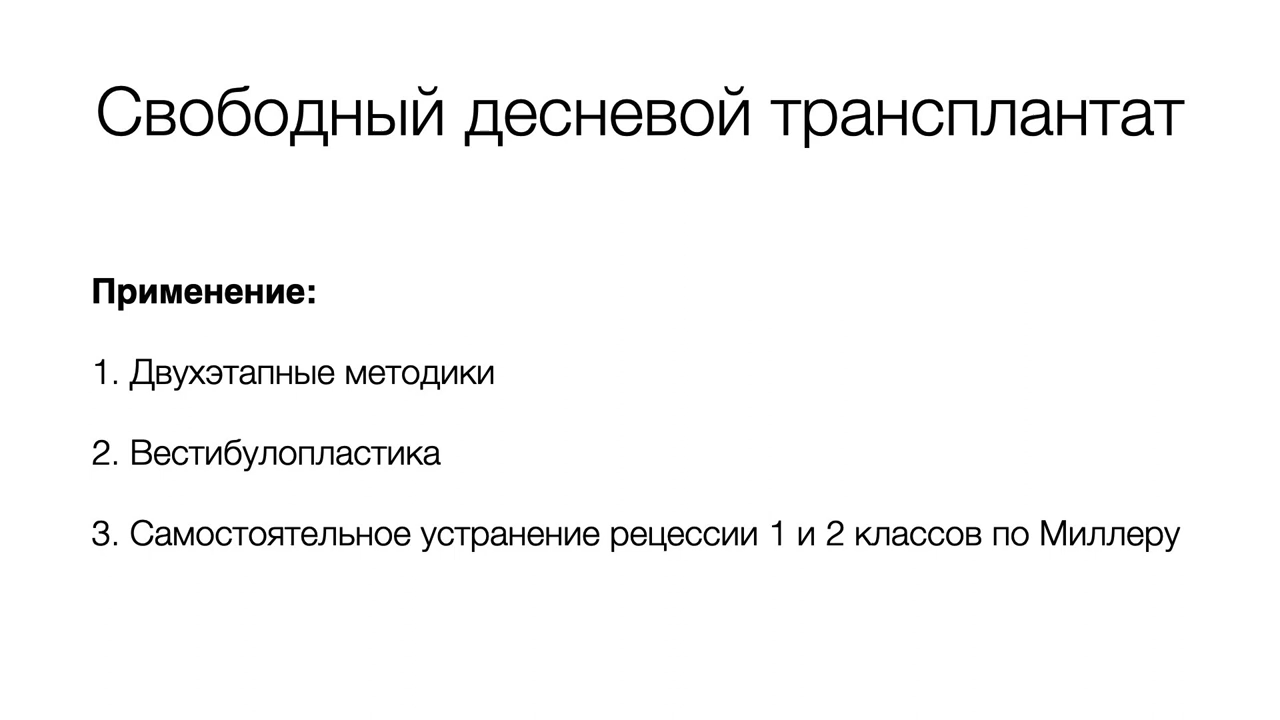 Свободный десневой трансплантат
Применение:
1. Двухэтапные методики
2. Вестибулопластика
3. Самостоятельное устранение рецессии 1 и 2 классов по Миллеру